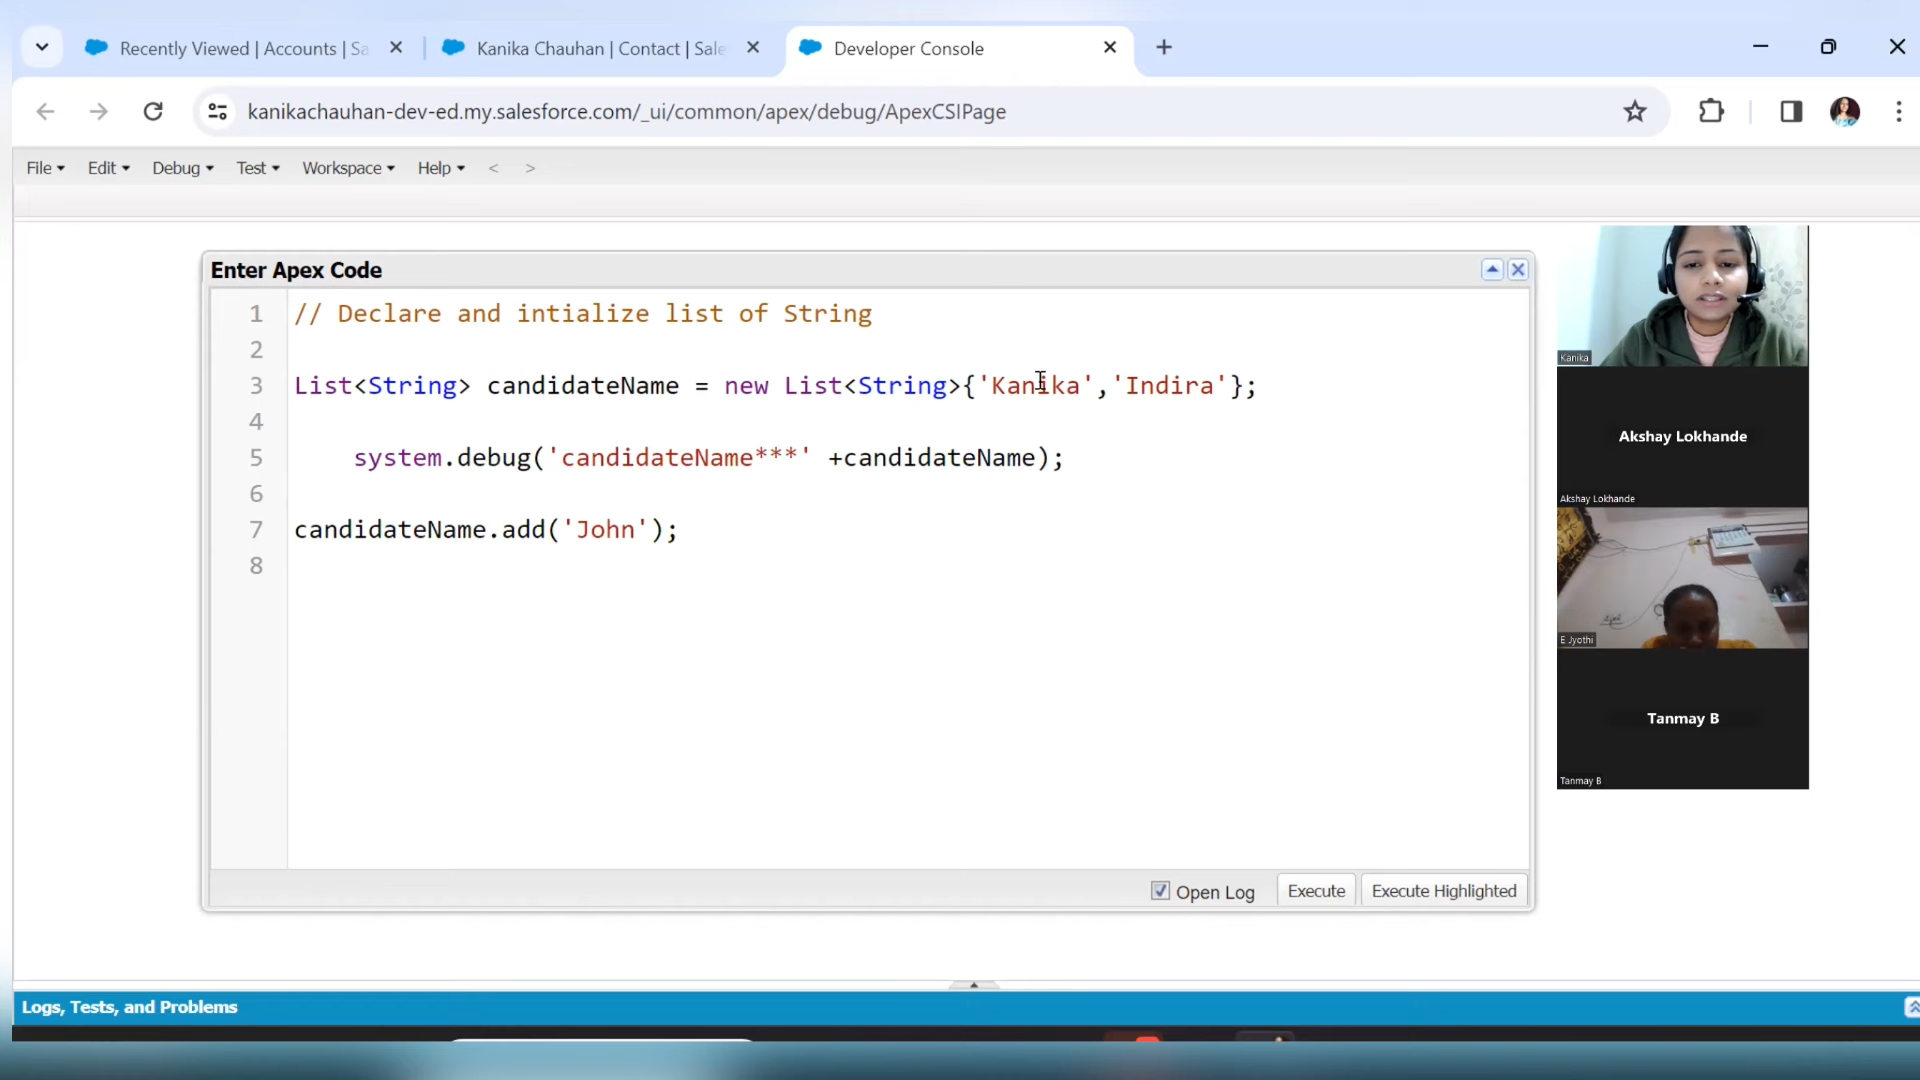 Recently Viewed | Accounts | Sa
Kanika Chauhan | Contact | Sale
Developer Console
kanikachauhan-dev-ed.my.salesforce.com/_ui/common/apex/debug/ApexCSIPage
File Edit Debug Test Workspace Help < >
Enter Apex Code
1 // Declare and intialize list of String
2
3 List<String> candidateName = new List<String>{'Kanika','Indira'};
4
5 system.debug('candidateName***' +candidateName);
6
7 candidateName.add('John');
8
Kanika
Akshay Lokhande
Akshay Lokhande
E Jyothi
Tanmay B
Tanmay B
Open Log Execute Execute Highlighted
Logs, Tests, and Problems